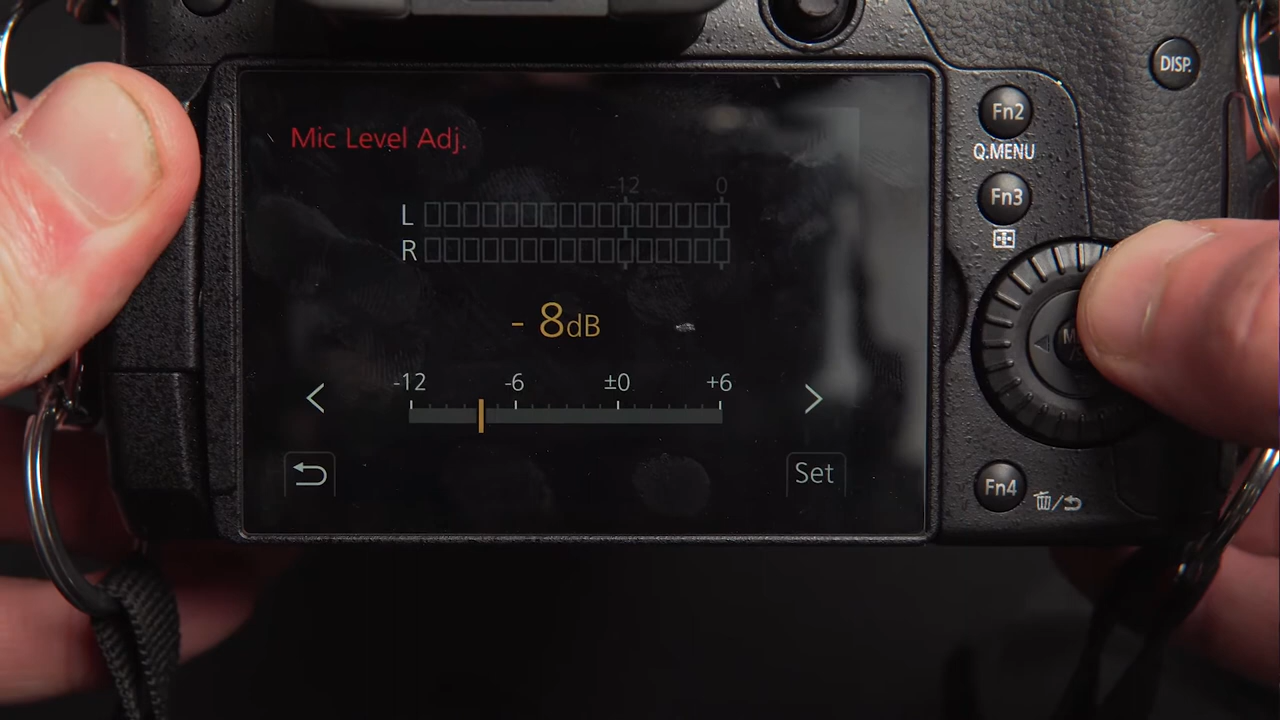 DISP.
Fn2
Q.MENU
Mic Level Adj.
-12 0
L
R
Fn3
- 8dB
-12 -6 ±0 +6
Set
Fn4